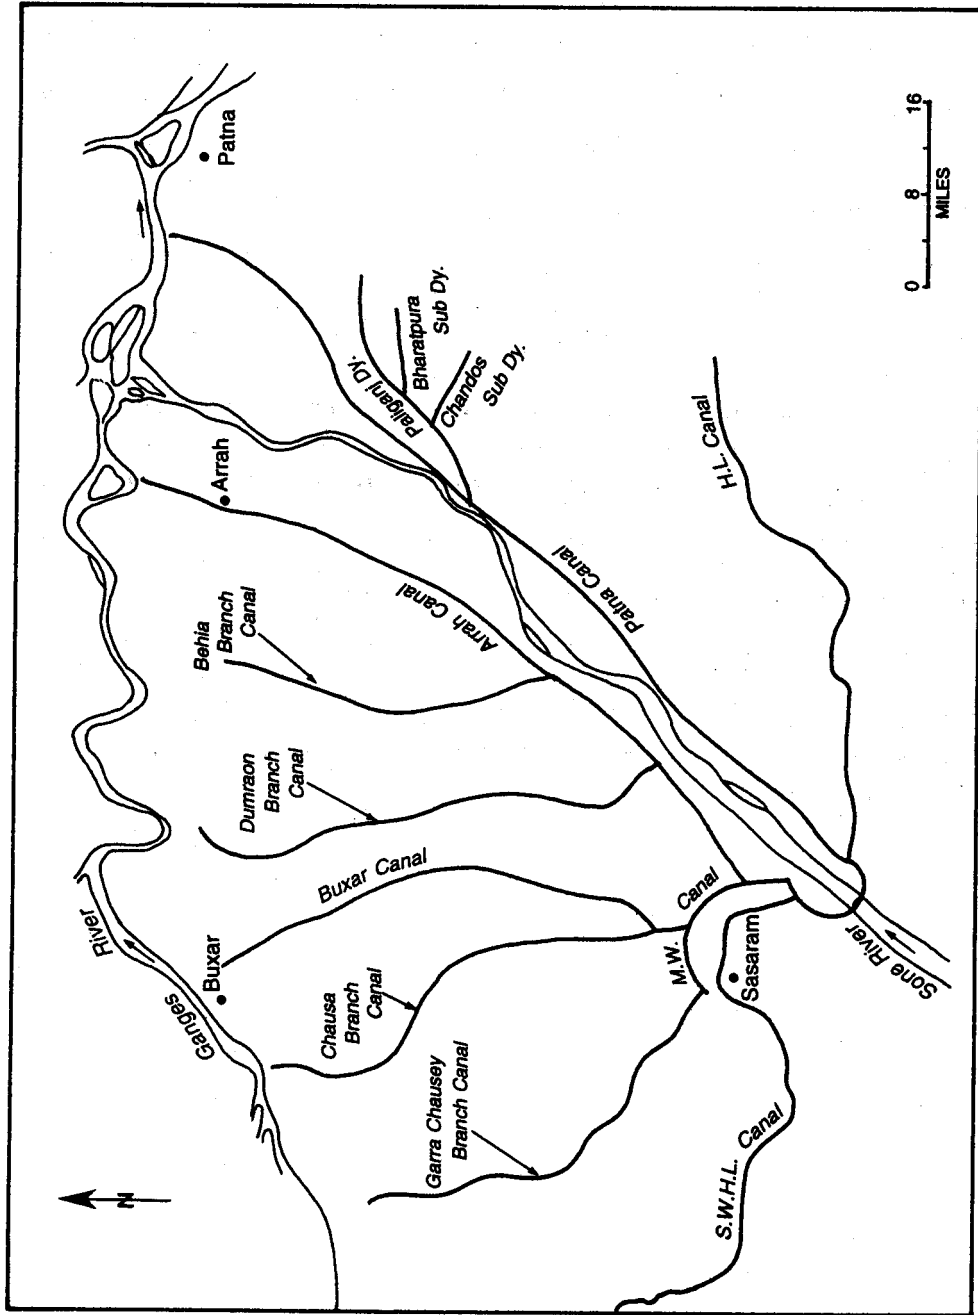 N
Ganges
River
Buxar
Arrah
Patna
Behia
Branch
Canal
Dumraon
Branch
Canal
Buxar Canal
Chausa
Branch
Canal
Garra Chausey
Branch Canal
Arrah Canal
Paliganj Dy.
Bharatpura
Sub Dy.
Chandos
Sub Dy.
Patna Canal
M.W.
Canal
Sasaram
Sone River
S.W.H.L. Canal
H.L. Canal
0 8 16
MILES